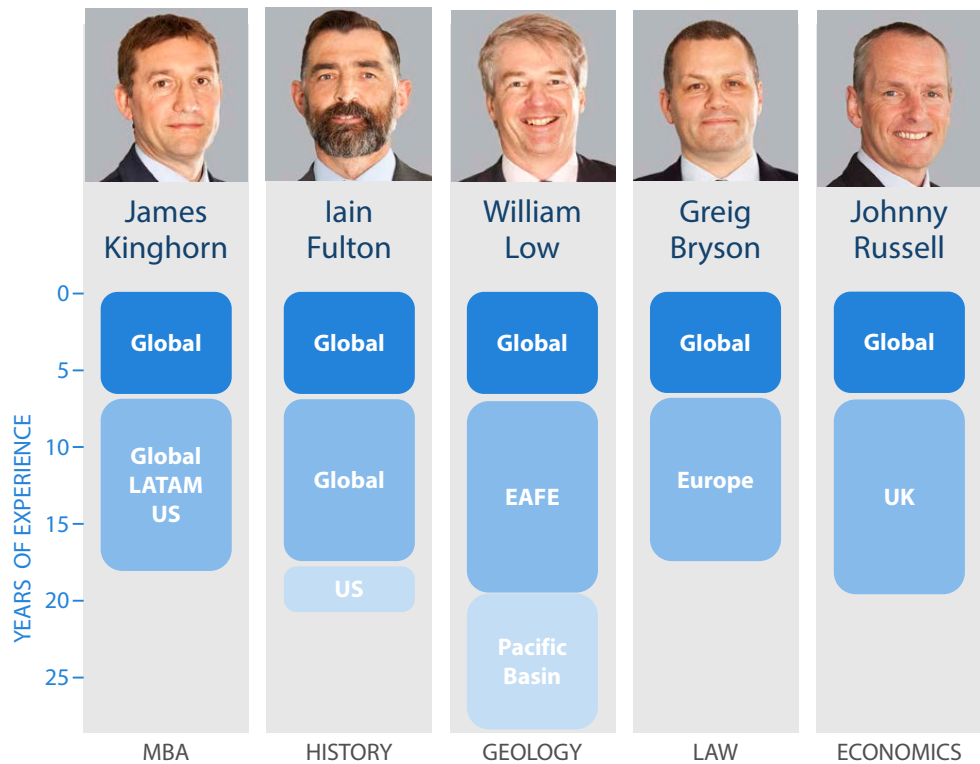 James
Kinghorn
Iain
Fulton
William
Low
Greig
Bryson
Johnny
Russell
YEARS OF EXPERIENCE
0
5
10
15
20
25
Global
Global
LATAM
US
Global
Global
US
Global
EAFE
Pacific
Basin
Global
Europe
Global
UK
MBA
HISTORY
GEOLOGY
LAW
ECONOMICS